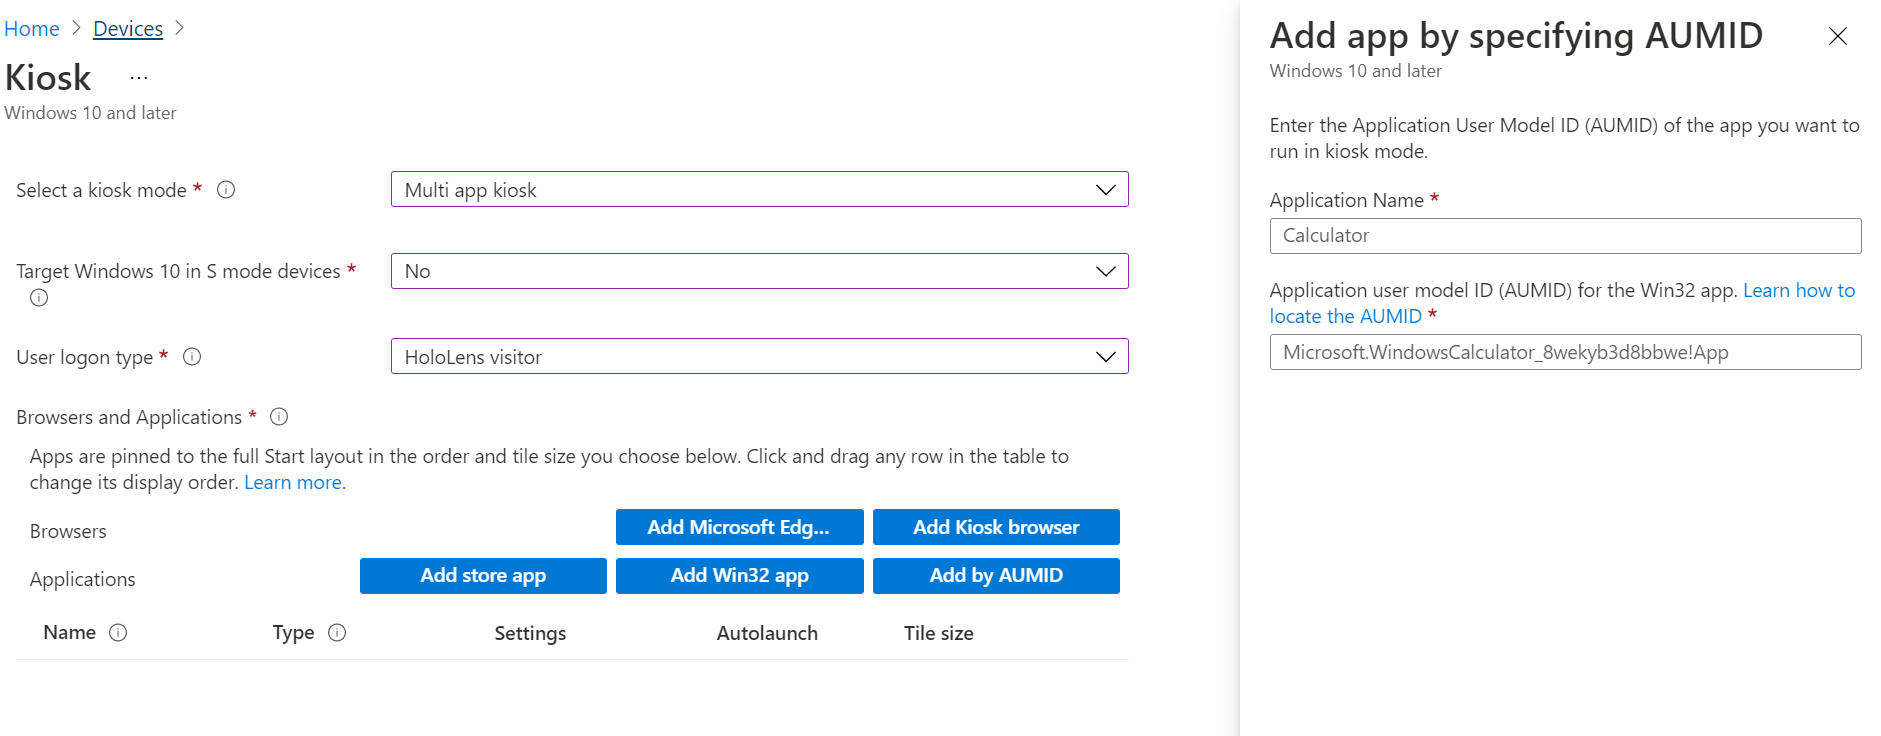 Home > Devices >
Kiosk ...
Windows 10 and later
Select a kiosk mode *
Multi app kiosk
Target Windows 10 in S mode devices *
No
User logon type *
HoloLens visitor
Browsers and Applications *
Apps are pinned to the full Start layout in the order and tile size you choose below. Click and drag any row in the table to
change its display order. Learn more.
Browsers
Add Microsoft Edg...
Add Kiosk browser
Applications
Add store app
Add Win32 app
Add by AUMID
Name
Type
Settings
Autolaunch
Tile size
Add app by specifying AUMID
Windows 10 and later
Enter the Application User Model ID (AUMID) of the app you want to
run in kiosk mode.
Application Name *
Calculator
Application user model ID (AUMID) for the Win32 app. Learn how to
locate the AUMID *
Microsoft.WindowsCalculator_8wekyb3d8bbwe!App